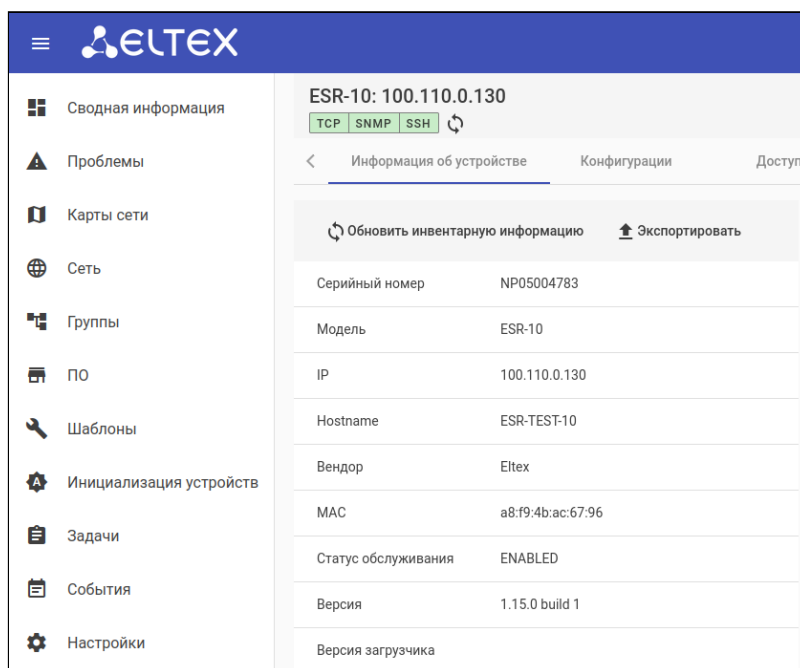 ELTEX
Сводная информация
Проблемы
Карты сети
Сеть
Группы
ПО
Шаблоны
Инициализация устройств
Задачи
События
Настройки
ESR-10: 100.110.0.130
TCP SNMP SSH
Информация об устройстве Конфигурации Доступ
Обновить инвентарную информацию Экспортировать
Серийный номер NP05004783
Модель ESR-10
IP 100.110.0.130
Hostname ESR-TEST-10
Вендор Eltex
MAC a8:f9:4b:ac:67:96
Статус обслуживания ENABLED
Версия 1.15.0 build 1
Версия загрузчика